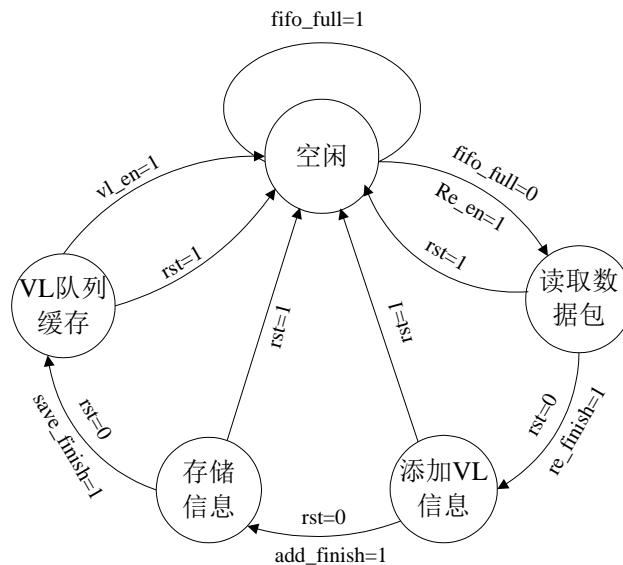 fifo_full=1
空闲
fifo_full=0
Re_en=1
vl_en=1
rst=1
rst=1
VL队列
缓存
读取数
据包
rst=1
rst=1
rst=0
save_finish=1
rst=0
re_finish=1
存储
信息
添加VL
信息
rst=0
add_finish=1